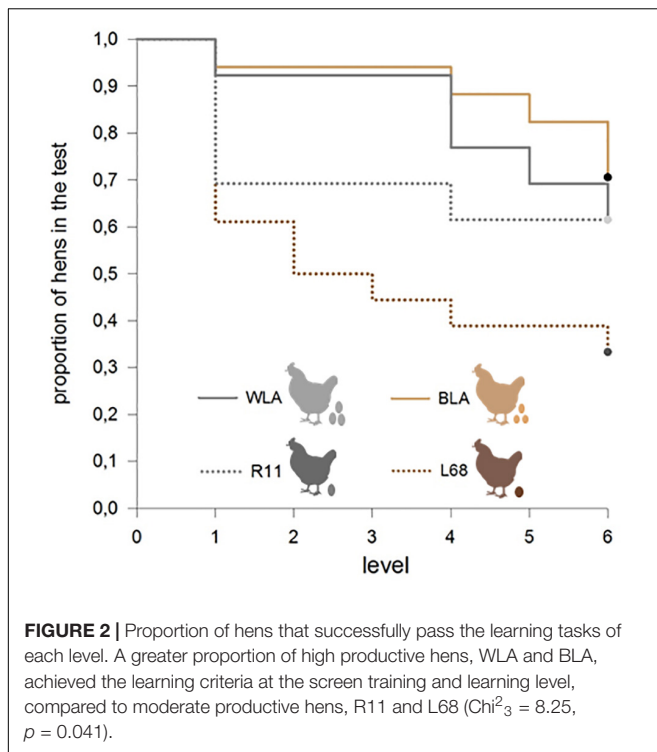 1,0
0,9
0,8
0,7
0,6
0,5
0,4
0,3
0,2
0,1
0,0
proportion of hens in the test
WLA
BLA
R11
L68
0 1 2 3 4 5 6
level
FIGURE 2 | Proportion of hens that successfully pass the learning tasks of
each level. A greater proportion of high productive hens, WLA and BLA,
achieved the learning criteria at the screen training and learning level,
compared to moderate productive hens, R11 and L68 (Chi²₃ = 8.25,
p = 0.041).